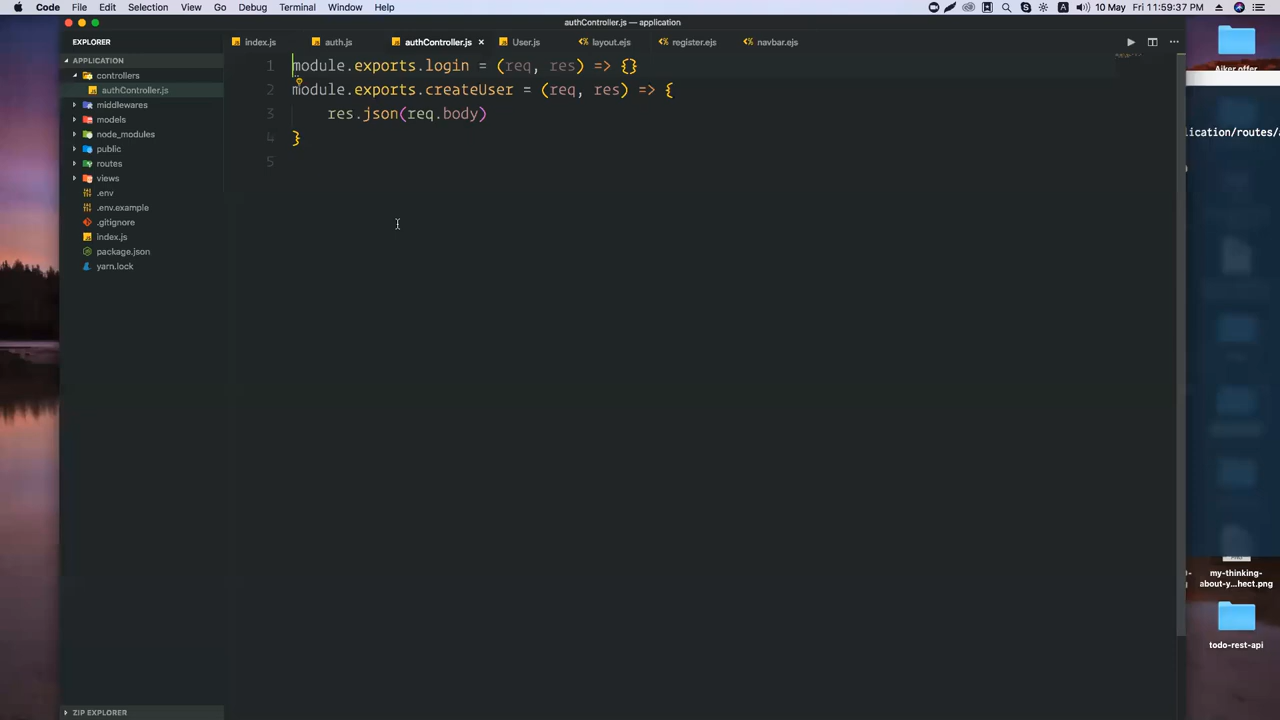 Code File Edit Selection View Go Debug Terminal Window Help 10 May Fri 11:59:37 PM
authController.js — application
EXPLORER
index.js auth.js authController.js × User.js layout.ejs register.ejs navbar.ejs
APPLICATION
controllers
authController.js
middlewares
models
node_modules
public
routes
views
.env
.env.example
.gitignore
index.js
package.json
yarn.lock
ZIP EXPLORER
1 module.exports.login = (req, res) => {}
2 module.exports.createUser = (req, res) => {
3 res.json(req.body)
4 }
5
Aiker offer
lication/routes/
my-thinking-
about-y...hect.png
todo-rest-api